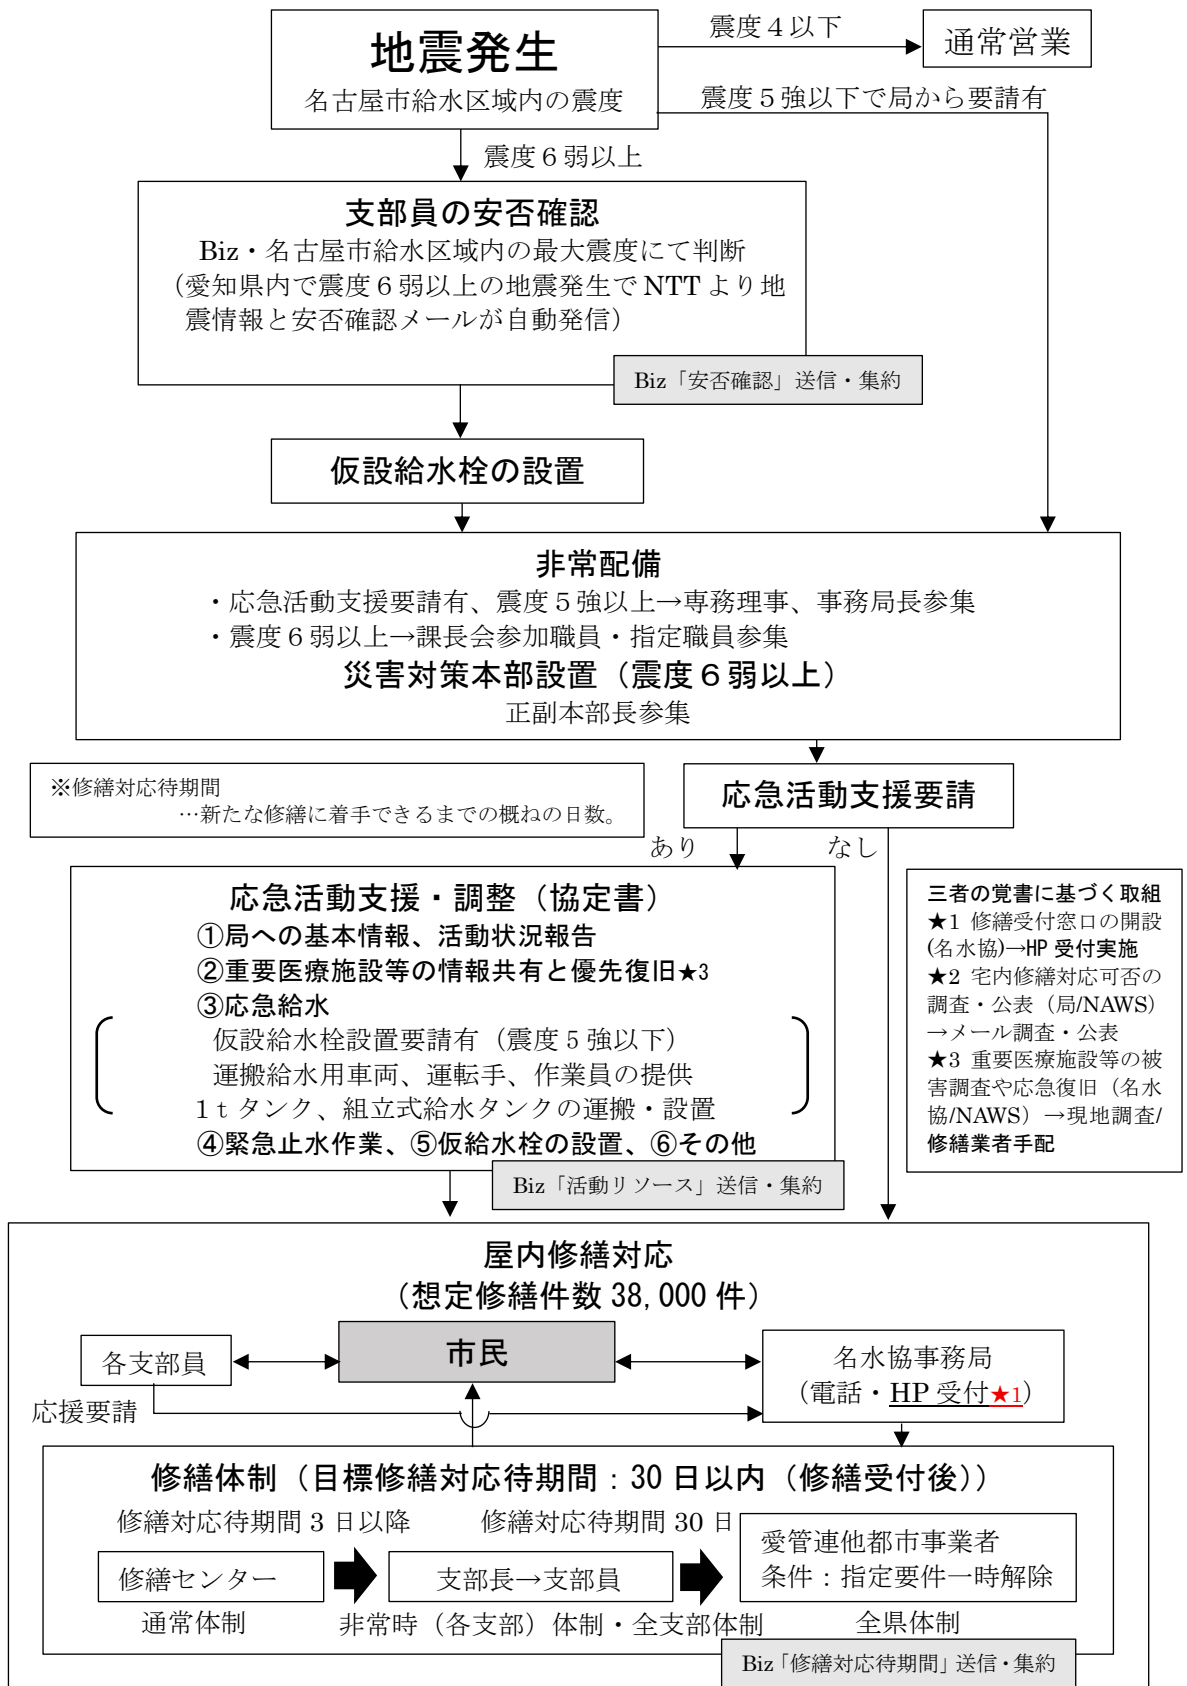 地震発生
名古屋市給水区域内の震度
震度４以下
通常営業
震度５強以下で局から要請有
震度６弱以上
支部員の安否確認
Biz・名古屋市給水区域内の最大震度にて判断
（愛知県内で震度６弱以上の地震発生で NTT より地
震情報と安否確認メールが自動発信）
Biz「安否確認」送信・集約
仮設給水栓の設置
非常配備
・応急活動支援要請有、震度５強以上→専務理事、事務局長参集
・震度６弱以上→課長会参加職員・指定職員参集
災害対策本部設置（震度６弱以上）
正副本部長参集
※修繕対応待期間
…新たな修繕に着手できるまでの概ねの日数。
応急活動支援要請
あり
なし
応急活動支援・調整（協定書）
①局への基本情報、活動状況報告
②重要医療施設等の情報共有と優先復旧★3
③応急給水
仮設給水栓設置要請有（震度５強以下）
運搬給水用車両、運転手、作業員の提供
1ｔタンク、組立式給水タンクの運搬・設置
④緊急止水作業、⑤仮給水栓の設置、⑥その他
Biz「活動リソース」送信・集約
三者の覚書に基づく取組
★1 修繕受付窓口の開設
(名水協)→HP 受付実施
★2 宅内修繕対応可否の
調査・公表（局/NAWS）
→メール調査・公表
★3 重要医療施設等の被
害調査や応急復旧（名水
協/NAWS）→現地調査/
修繕業者手配
屋内修繕対応
（想定修繕件数 38,000 件）
各支部員
市民
名水協事務局
（電話・HP 受付★1）
応援要請
修繕体制（目標修繕対応待期間：30 日以内（修繕受付後））
修繕対応待期間 3 日以降
修繕対応待期間 30 日
修繕センター
支部長→支部員
愛管連他都市事業者
条件：指定要件一時解除
通常体制
非常時（各支部）体制・全支部体制
全県体制
Biz「修繕対応待期間」送信・集約